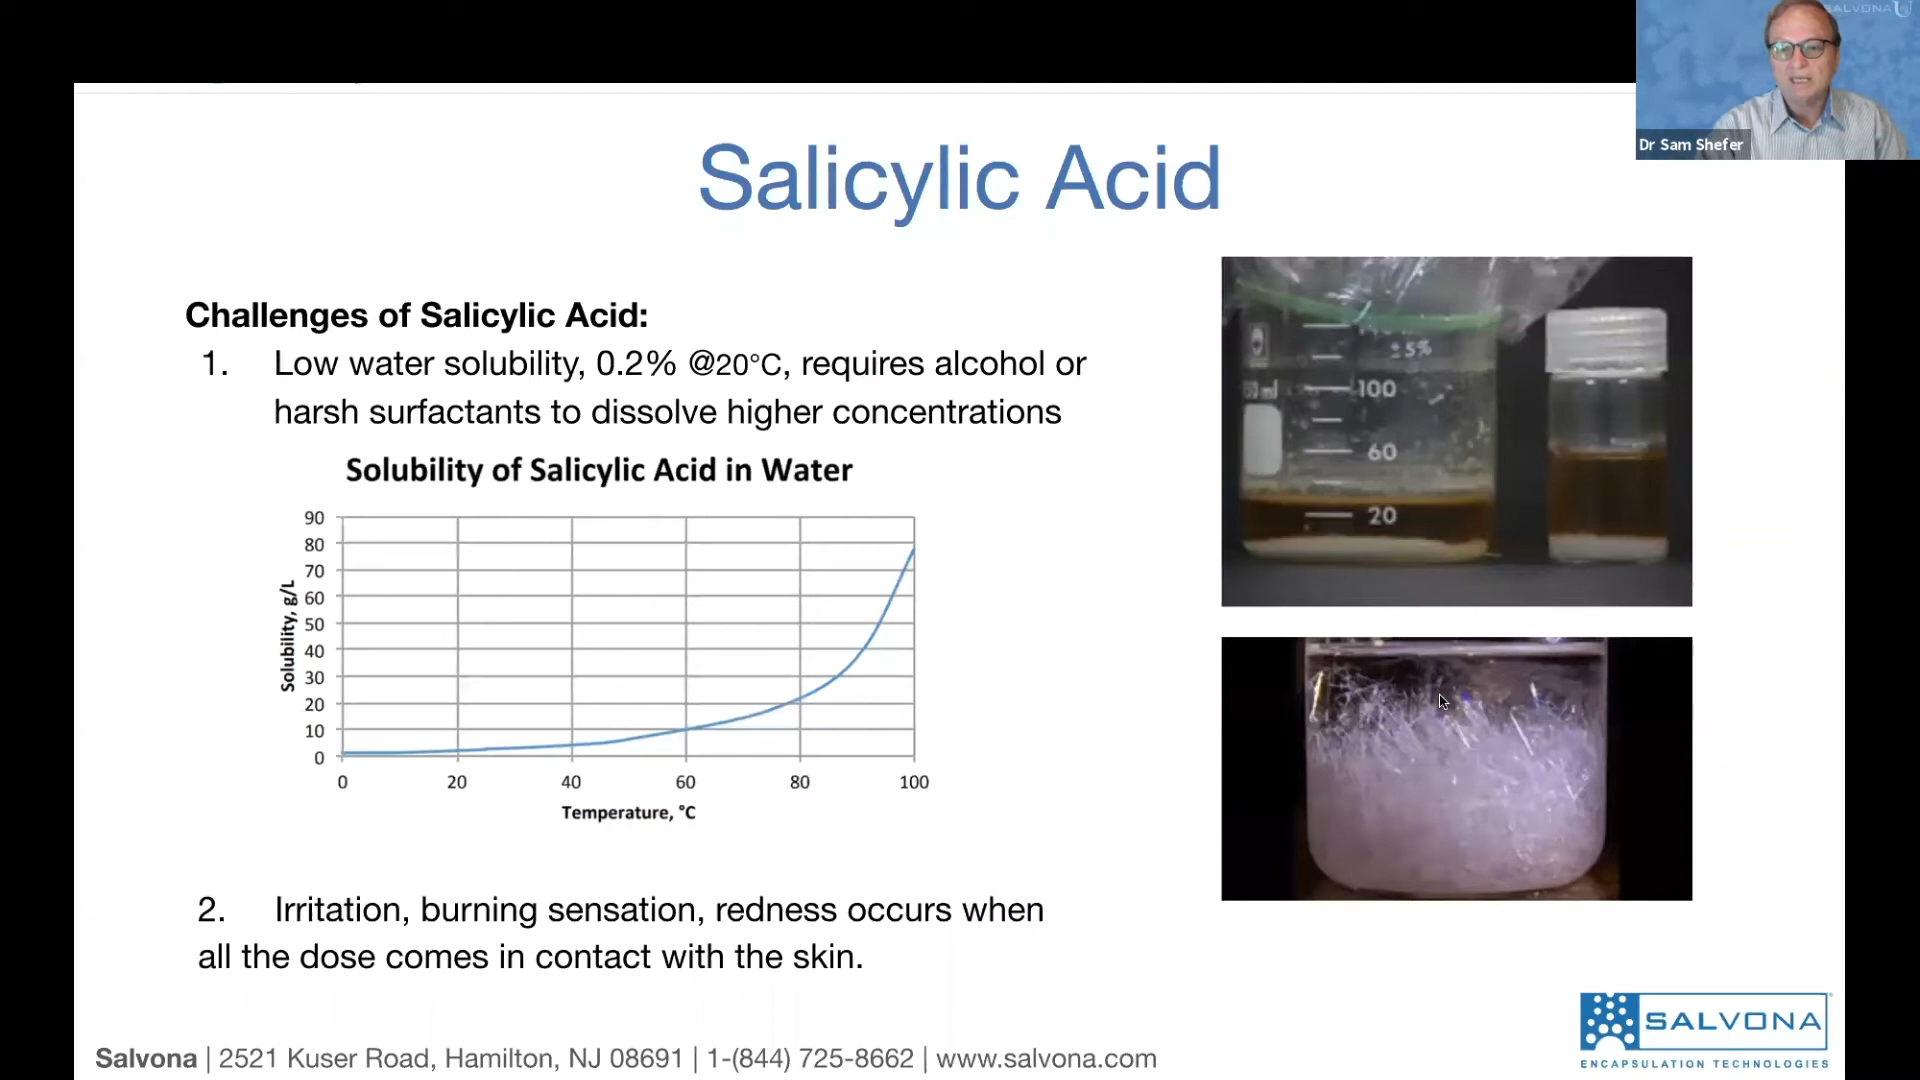 SALVONA
Dr Sam Shefer
Salicylic Acid
Challenges of Salicylic Acid:
1. Low water solubility, 0.2% @20°C, requires alcohol or
harsh surfactants to dissolve higher concentrations
Solubility of Salicylic Acid in Water
Solubility, g/L
90
80
70
60
50
40
30
20
10
0
0 20 40 60 80 100
Temperature, °C
2. Irritation, burning sensation, redness occurs when
all the dose comes in contact with the skin.
±5%
100
60
20
SALVONA
ENCAPSULATION TECHNOLOGIES
Salvona | 2521 Kuser Road, Hamilton, NJ 08691 | 1-(844) 725-8662 | www.salvona.com